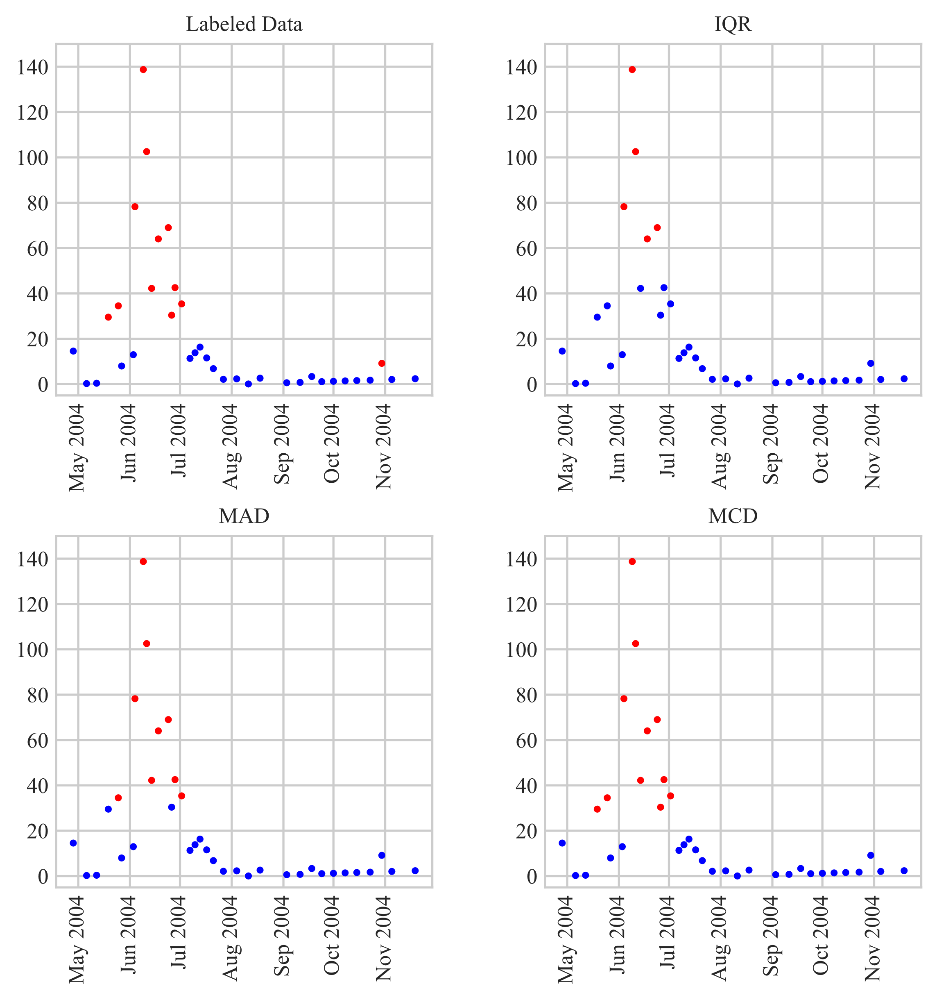 Labeled Data
140
120
100
80
60
40
20
0
May 2004
Jun 2004
Jul 2004
Aug 2004
Sep 2004
Oct 2004
Nov 2004
IQR
140
120
100
80
60
40
20
0
May 2004
Jun 2004
Jul 2004
Aug 2004
Sep 2004
Oct 2004
Nov 2004
MAD
140
120
100
80
60
40
20
0
May 2004
Jun 2004
Jul 2004
Aug 2004
Sep 2004
Oct 2004
Nov 2004
MCD
140
120
100
80
60
40
20
0
May 2004
Jun 2004
Jul 2004
Aug 2004
Sep 2004
Oct 2004
Nov 2004